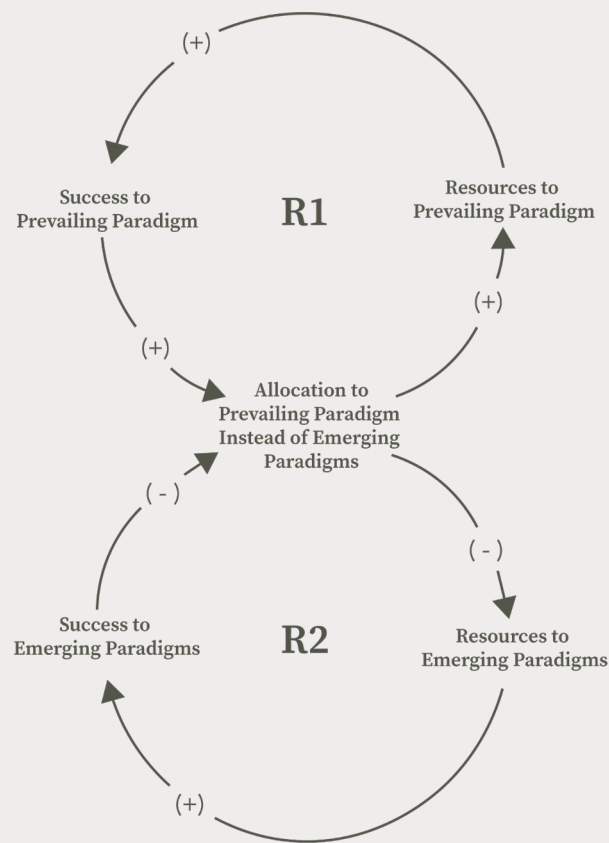 (+)
Success to
Prevailing Paradigm
R1
Resources to
Prevailing Paradigm
(+)
(+)
Allocation to
Prevailing Paradigm
Instead of Emerging
Paradigms
( - )
( - )
Success to
Emerging Paradigms
R2
Resources to
Emerging Paradigms
(+)